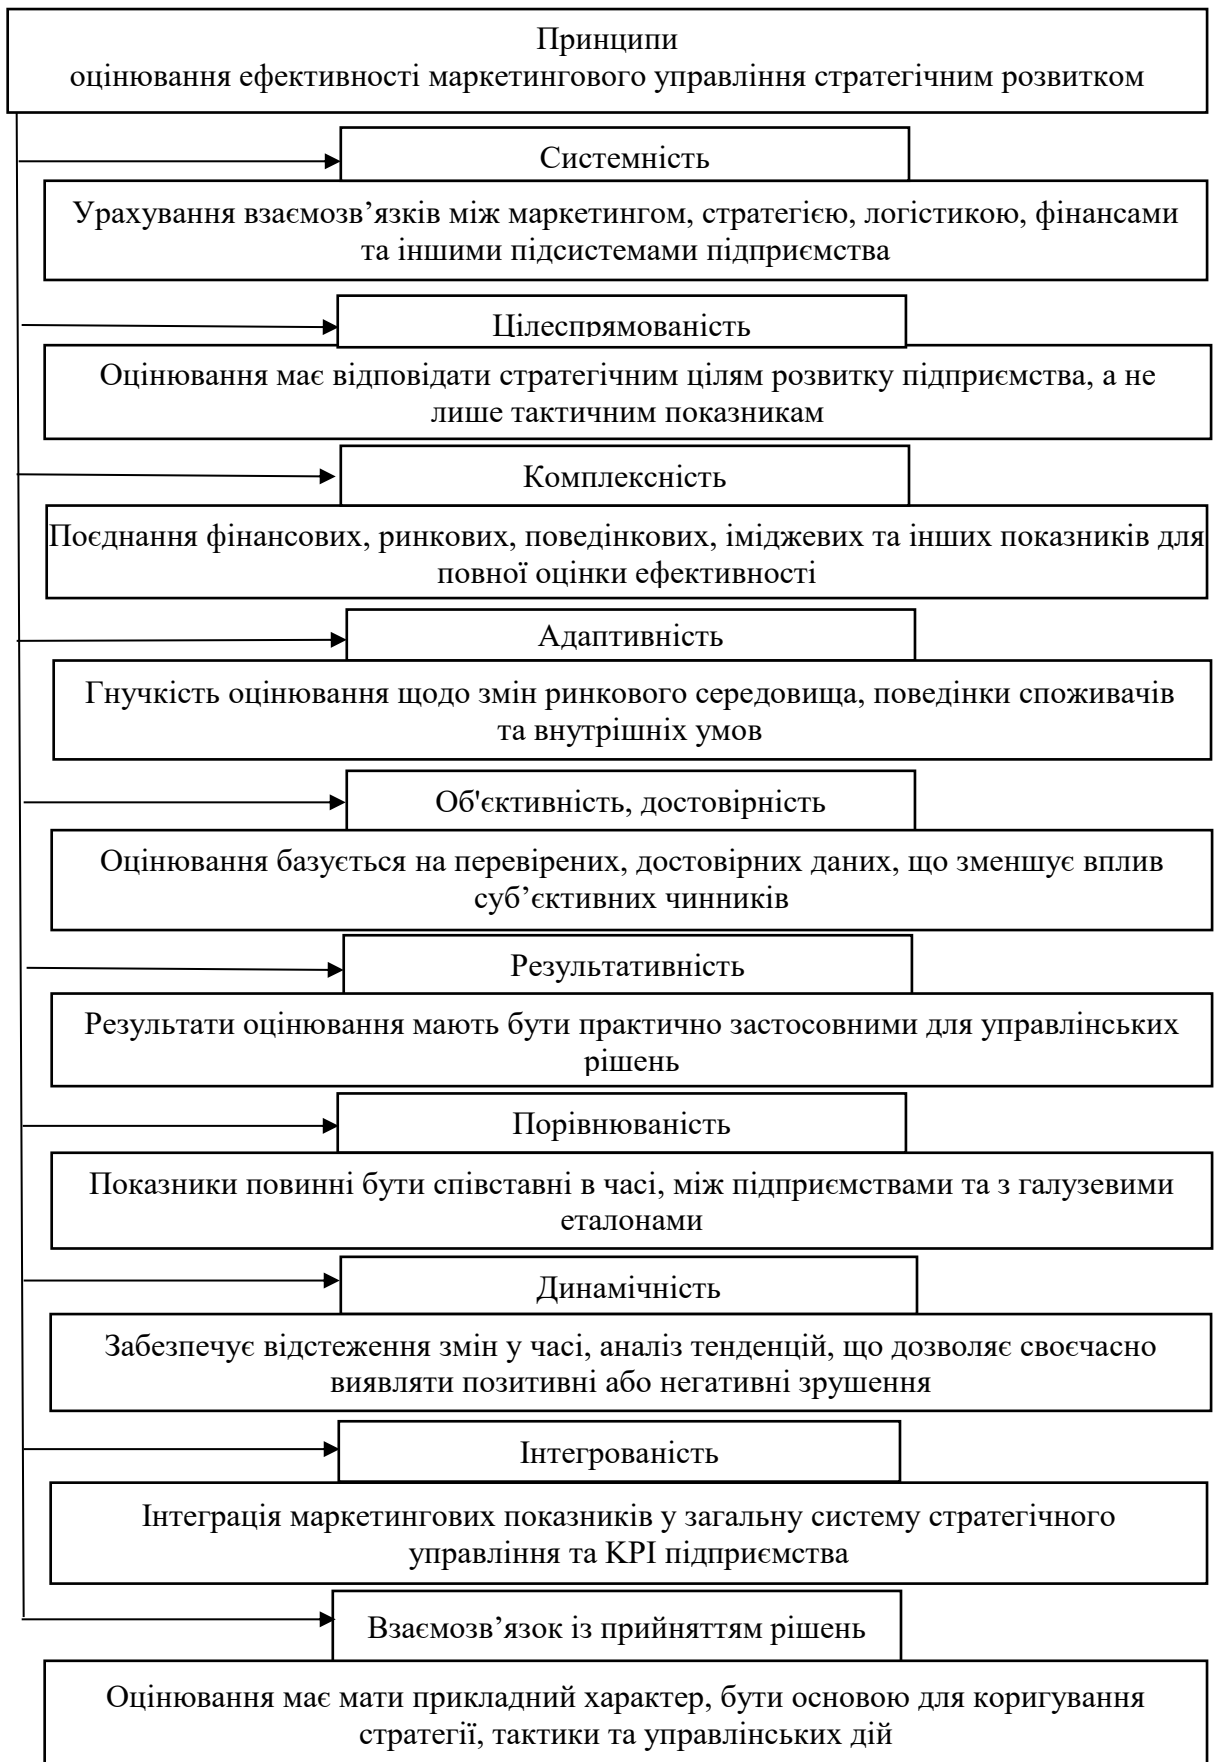 Принципи
оцінювання ефективності маркетингового управління стратегічним розвитком
Системність
Урахування взаємозв’язків між маркетингом, стратегією, логістикою, фінансами
та іншими підсистемами підприємства
Цілеспрямованість
Оцінювання має відповідати стратегічним цілям розвитку підприємства, а не
лише тактичним показникам
Комплексність
Поєднання фінансових, ринкових, поведінкових, іміджевих та інших показників для
повної оцінки ефективності
Адаптивність
Гнучкість оцінювання щодо змін ринкового середовища, поведінки споживачів
та внутрішніх умов
Об'єктивність, достовірність
Оцінювання базується на перевірених, достовірних даних, що зменшує вплив
суб’єктивних чинників
Результативність
Результати оцінювання мають бути практично застосовними для управлінських
рішень
Порівнюваність
Показники повинні бути співставні в часі, між підприємствами та з галузевими
еталонами
Динамічність
Забезпечує відстеження змін у часі, аналіз тенденцій, що дозволяє своєчасно
виявляти позитивні або негативні зрушення
Інтегрованість
Інтеграція маркетингових показників у загальну систему стратегічного
управління та KPI підприємства
Взаємозв’язок із прийняттям рішень
Оцінювання має мати прикладний характер, бути основою для коригування
стратегії, тактики та управлінських дій